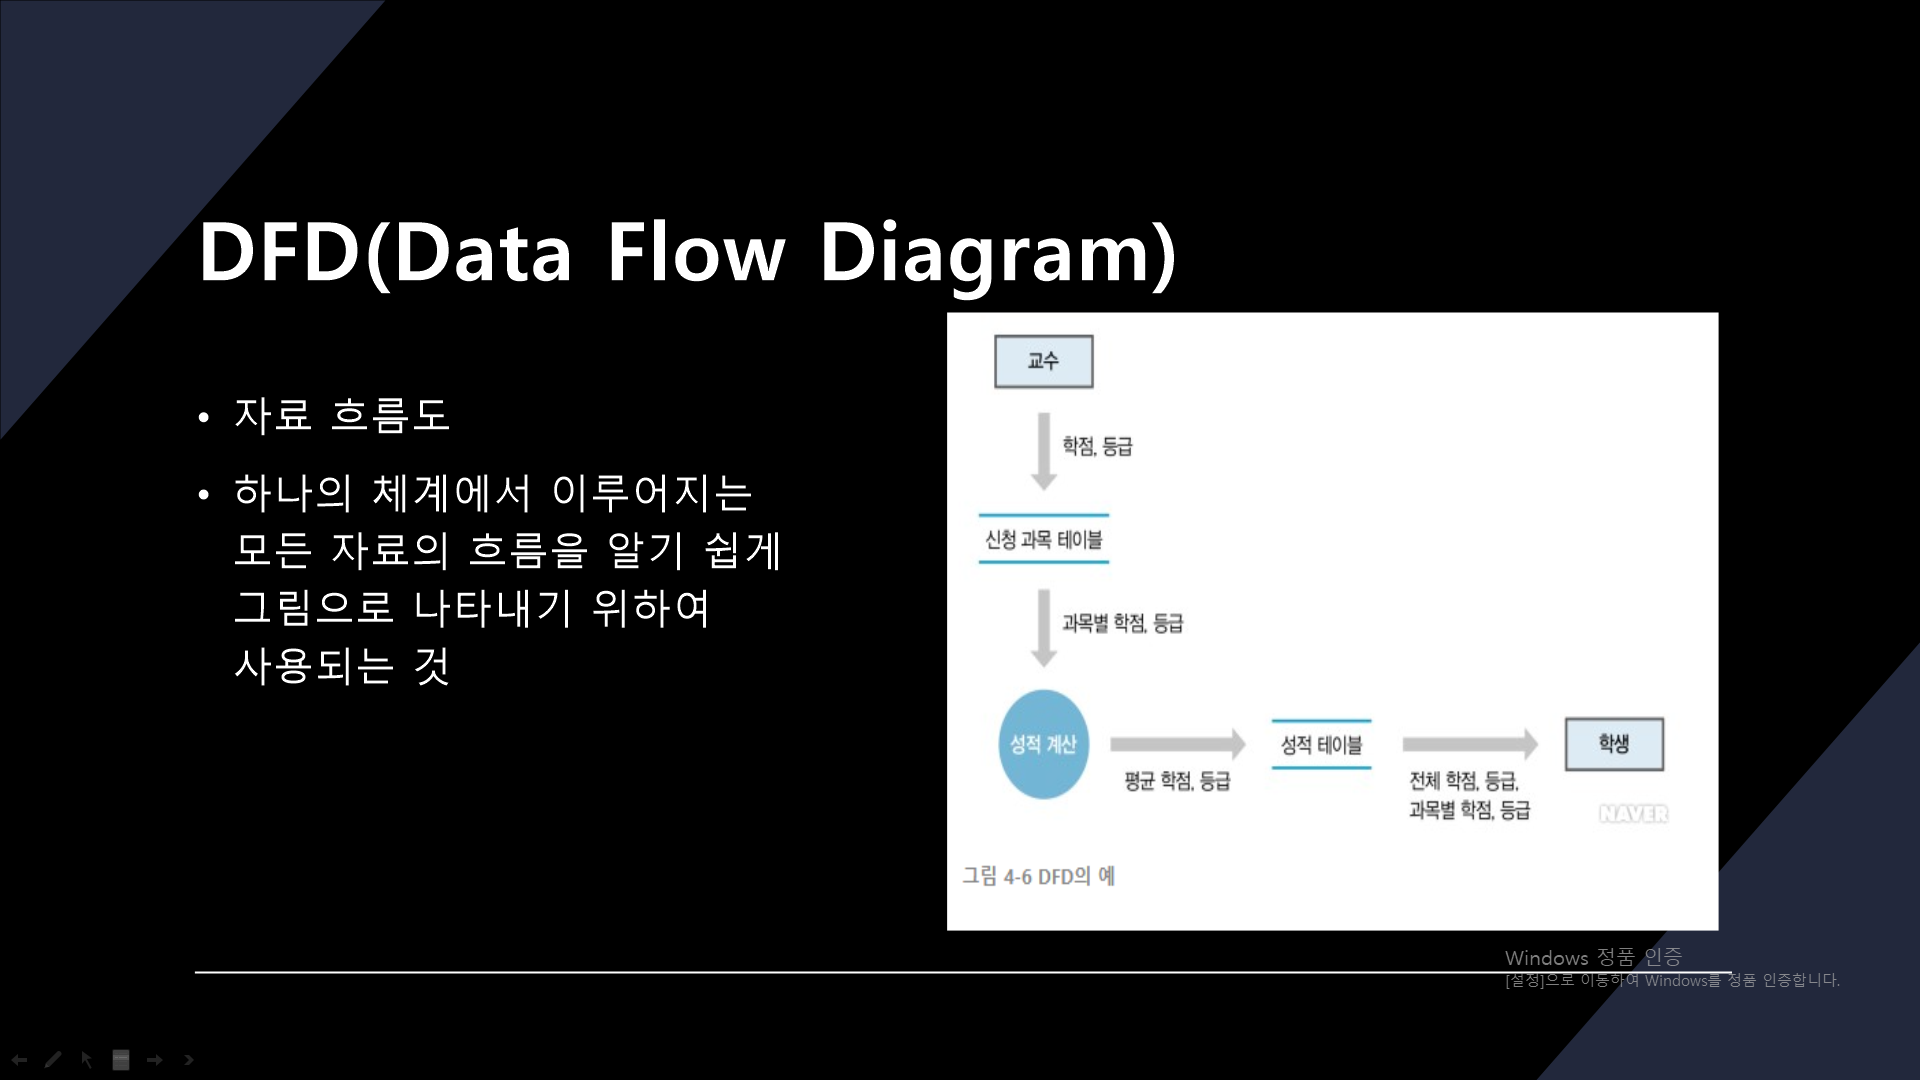 DFD(Data Flow Diagram)
• 자료 흐름도
• 하나의 체계에서 이루어지는
모든 자료의 흐름을 알기 쉽게
그림으로 나타내기 위하여
사용되는 것
교수
학점, 등급
신청 과목 테이블
과목별 학점, 등급
성적 계산
평균 학점, 등급
성적 테이블
전체 학점, 등급,
과목별 학점, 등급
학생
NAVER
그림 4-6 DFD의 예
Windows 정품 인증
[설정]으로 이동하여 Windows를 정품 인증합니다.